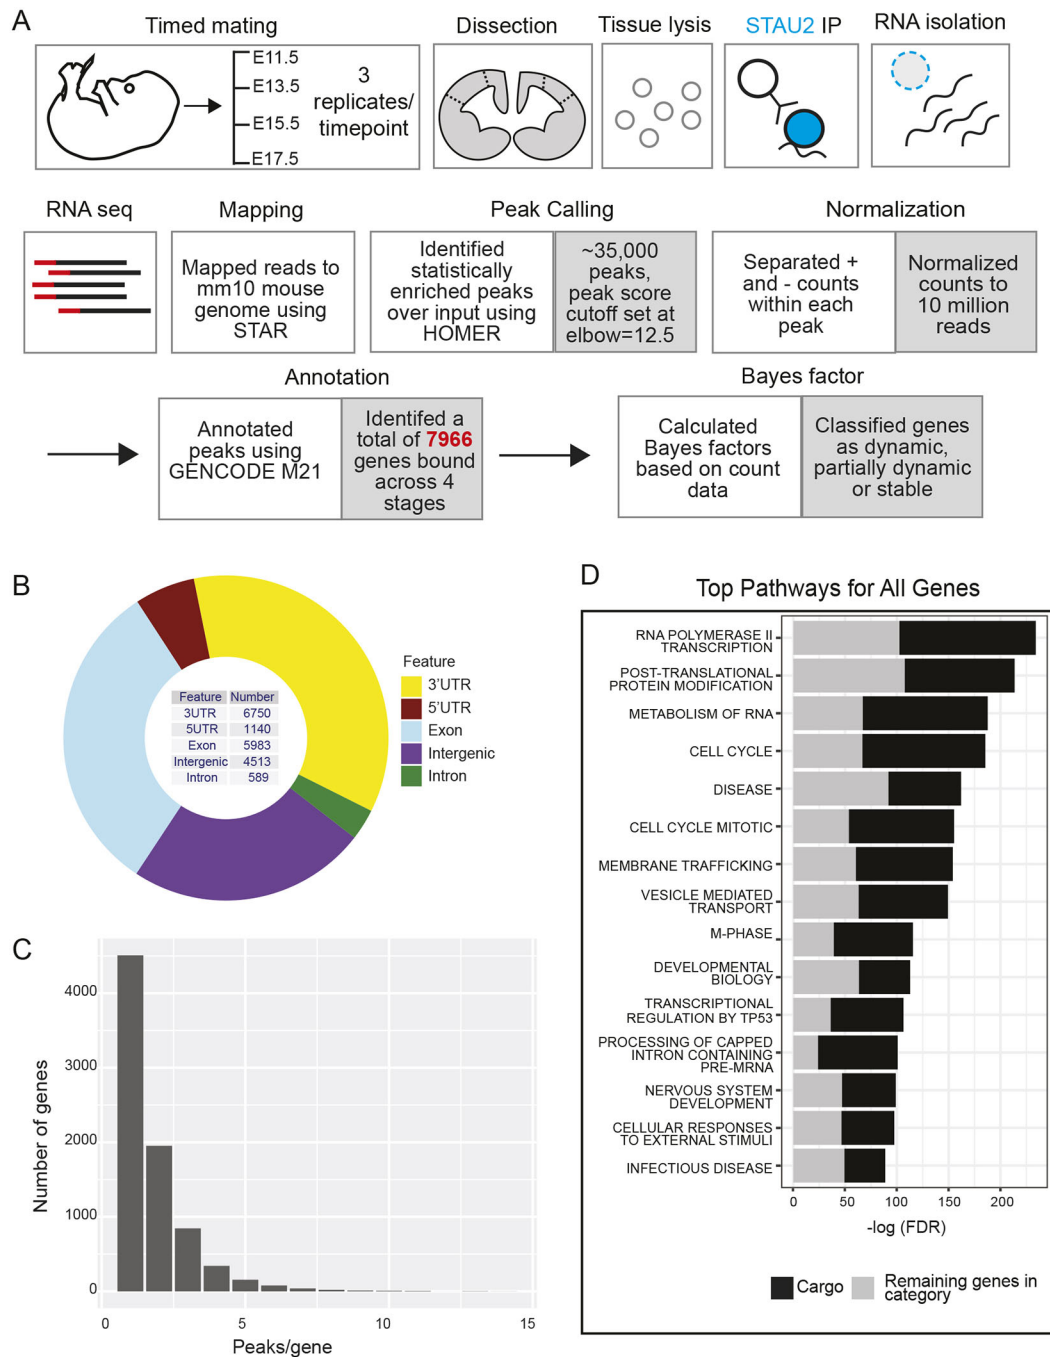 A
Timed mating
E11.5
E13.5
E15.5
E17.5
3
replicates/
timepoint
Dissection
Tissue lysis
STAU2 IP
RNA isolation
RNA seq
Mapping
Mapped reads to
mm10 mouse
genome using
STAR
Peak Calling
Identified
statistically
enriched peaks
over input using
HOMER
~35,000
peaks,
peak score
cutoff set at
elbow=12.5
Normalization
Separated +
and - counts
within each
peak
Normalized
counts to
10 million
reads
Annotation
Annotated
peaks using
GENCODE M21
Identifed a
total of 7966
genes bound
across 4
stages
Bayes factor
Calculated
Bayes factors
based on count
data
Classified genes
as dynamic,
partially dynamic
or stable
B
Feature Number
3UTR 6750
5UTR 1140
Exon 5983
Intergenic 4513
Intron 589
Feature
3'UTR
5'UTR
Exon
Intergenic
Intron
C
Number of genes
4000
3000
2000
1000
0
0 5 10 15
Peaks/gene
D
Top Pathways for All Genes
RNA POLYMERASE II
TRANSCRIPTION
POST-TRANSLATIONAL
PROTEIN MODIFICATION
METABOLISM OF RNA
CELL CYCLE
DISEASE
CELL CYCLE MITOTIC
MEMBRANE TRAFFICKING
VESICLE MEDIATED
TRANSPORT
M-PHASE
DEVELOPMENTAL
BIOLOGY
TRANSCRIPTIONAL
REGULATION BY TP53
PROCESSING OF CAPPED
INTRON CONTAINING
PRE-MRNA
NERVOUS SYSTEM
DEVELOPMENT
CELLULAR RESPONSES
TO EXTERNAL STIMULI
INFECTIOUS DISEASE
0 50 100 150 200
-log (FDR)
Cargo
Remaining genes in
category